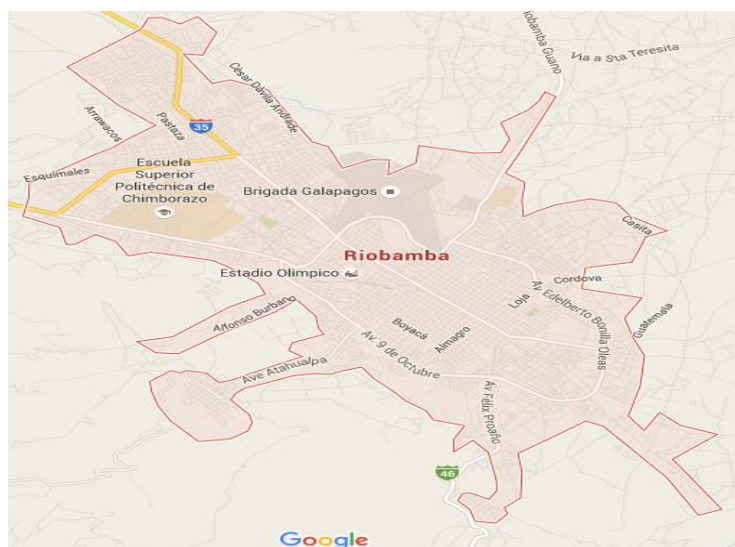 Riobamba Guano
Vía a Sta Teresita
César Dávila Andrade
Arrawacos
Pastaza
35
Esquimales
Escuela
Superior
Politécnica de
Chimborazo
Brigada Galapagos
Casita
Riobamba
Estadio Olimpico
Cordova
Av. Edelberto Bonilla Oleas
Loja
Guatemala
Alfonso Burbano
Boyacá
Almagro
Av. 9 de Octubre
Ave Atahualpa
Av Félix Proaño
46
Google